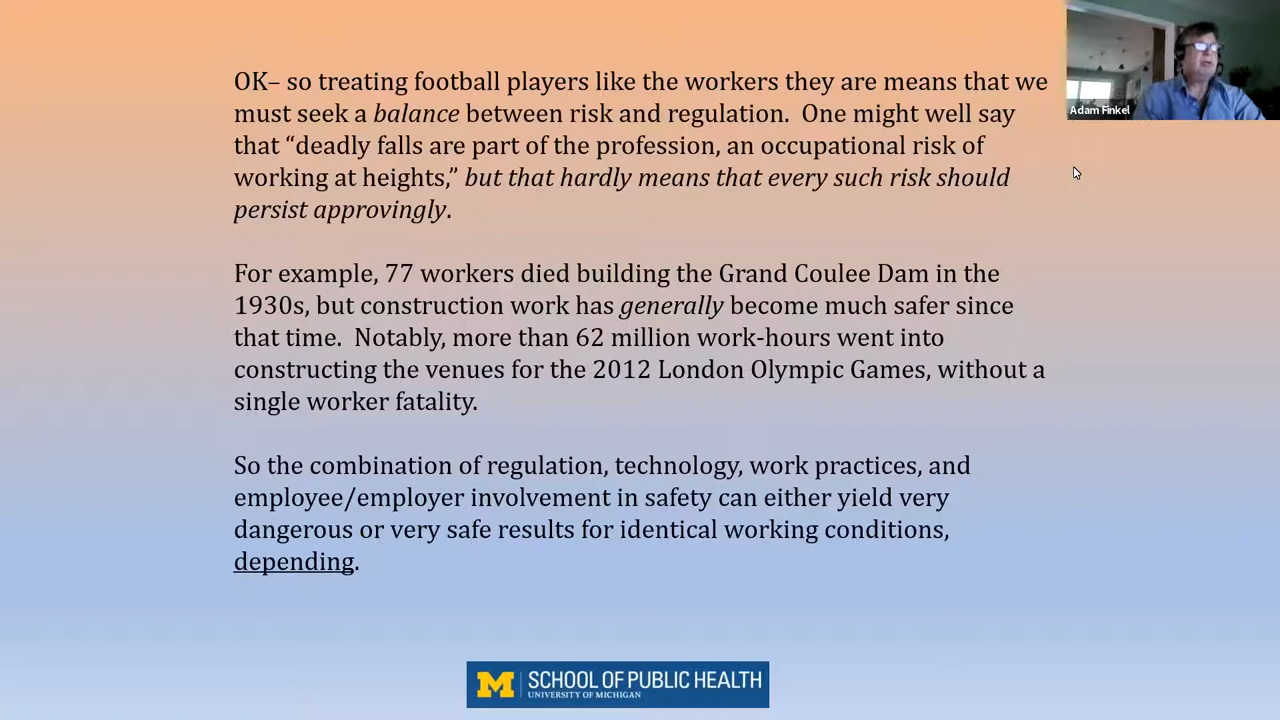 OK– so treating football players like the workers they are means that we
must seek a balance between risk and regulation.  One might well say
that “deadly falls are part of the profession, an occupational risk of
working at heights,” but that hardly means that every such risk should
persist approvingly.
For example, 77 workers died building the Grand Coulee Dam in the
1930s, but construction work has generally become much safer since
that time.  Notably, more than 62 million work-hours went into
constructing the venues for the 2012 London Olympic Games, without a
single worker fatality.
So the combination of regulation, technology, work practices, and
employee/employer involvement in safety can either yield very
dangerous or very safe results for identical working conditions,
depending.
Adam Finkel
M SCHOOL OF PUBLIC HEALTH
UNIVERSITY OF MICHIGAN